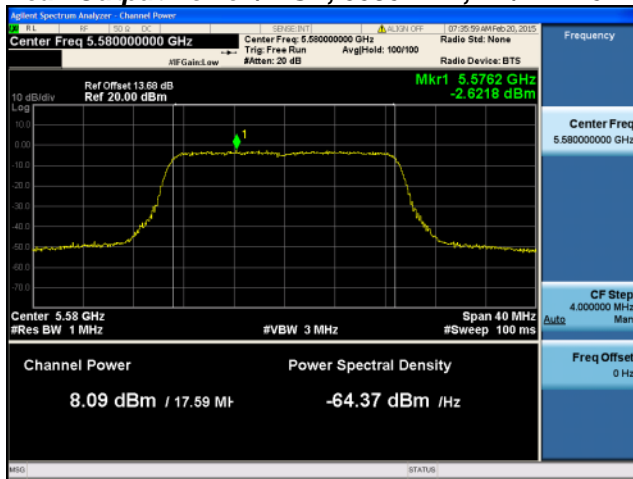 Agilent Spectrum Analyzer - Channel Power
RL RF 50 Ω DC SENSE:INT ALIGN OFF 07:35:59 AM Feb 20, 2015
Center Freq 5.580000000 GHz
Center Freq: 5.580000000 GHz
Radio Std: None
Trig: Free Run Avg|Hold: 100/100
#IFGain:Low #Atten: 20 dB Radio Device: BTS
Frequency
Ref Offset 13.68 dB
10 dB/div Ref 20.00 dBm
Mkr1 5.5762 GHz
-2.6218 dBm
Log
10.0
0.00
-10.0
-20.0
-30.0
-40.0
-50.0
-60.0
-70.0
1
Center Freq
5.580000000 GHz
Center 5.58 GHz Span 40 MHz
#Res BW 1 MHz #VBW 3 MHz #Sweep 100 ms
CF Step
4.000000 MHz
Auto Man
Channel Power Power Spectral Density
8.09 dBm / 17.59 MH -64.37 dBm /Hz
Freq Offset
0 Hz
MSG STATUS